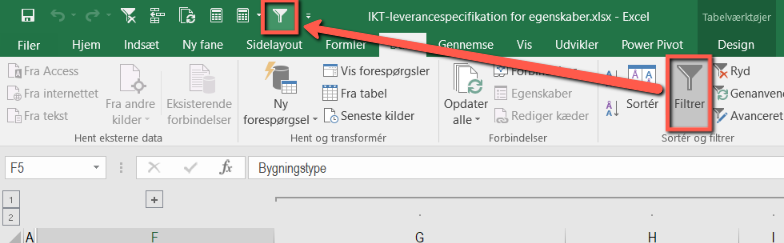 IKT-leverancespecifikation for egenskaber.xlsx - Excel
Tabelværktøjer
Filer Hjem Indsæt Ny fane Sidelayout Formler Gennemse Vis Udvikler Power Pivot Design
Fra Access
Fra internettet
Fra tekst
Fra andre kilder
Eksisterende forbindelser
Hent eksterne data
Ny forespørgsel
Vis forespørgsler
Fra tabel
Seneste kilder
Hent og transformér
Opdater alle
Egenskaber
Rediger kæder
Forbindelser
Sortér
Filtrer
Ryd
Genanvend
Avanceret
Sortér og filtrer
F5
fx
Bygningstype
1
2
A F G H I